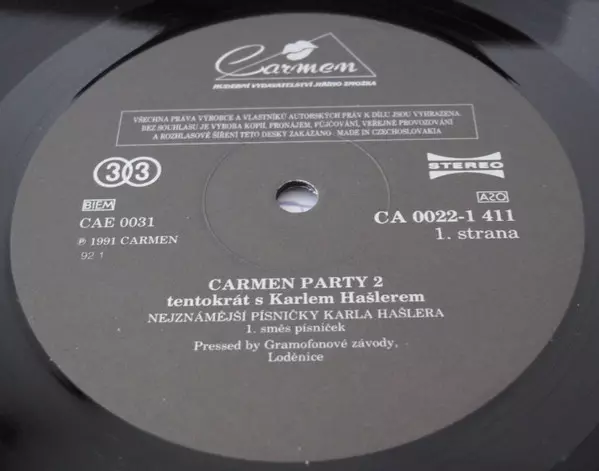 Carmen
HUDEBNÍ VYDAVATELSTVÍ JIŘÍHO ZMOŽKA
VŠECHNA PRÁVA VÝROBCE A VLASTNÍKŮ AUTORSKÝCH PRÁV K DÍLU JSOU VYHRAZENA.
BEZ SOUHLASU JE VÝROBA KOPIÍ, PRONÁJEM, PŮJČOVÁNÍ, VEŘEJNÉ PROVOZOVÁNÍ
A ROZHLASOVÉ ŠÍŘENÍ TÉTO DESKY ZAKÁZÁNO · MADE IN CZECHOSLOVAKIA
33
STEREO
BIEM
CAE 0031
℗ 1991 CARMEN
92 1
OSA
CA 0022-1 411
1. strana
CARMEN PARTY 2
tentokrát s Karlem Hašlerem
NEJZNÁMĚJŠÍ PÍSNIČKY KARLA HAŠLERA
1. směs písniček
Pressed by Gramofonové závody,
Loděnice